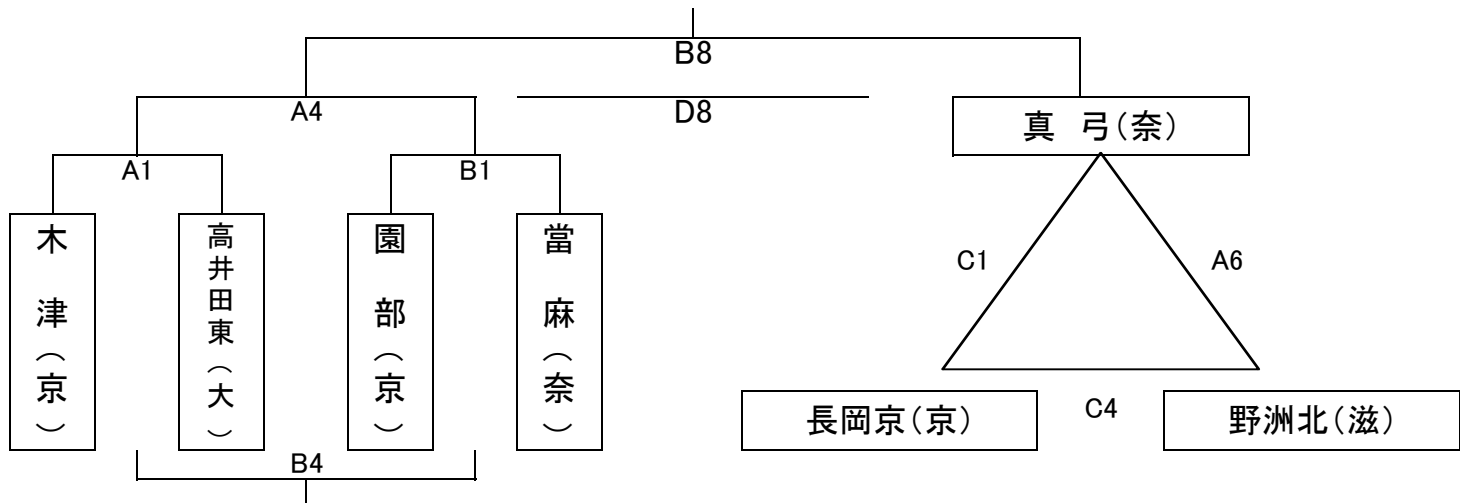 B8
A4
D8
真 弓(奈)
A1
B1
木津(京)
高井田東(大)
園部(京)
當麻(奈)
C1
A6
長岡京(京)
C4
野洲北(滋)
B4